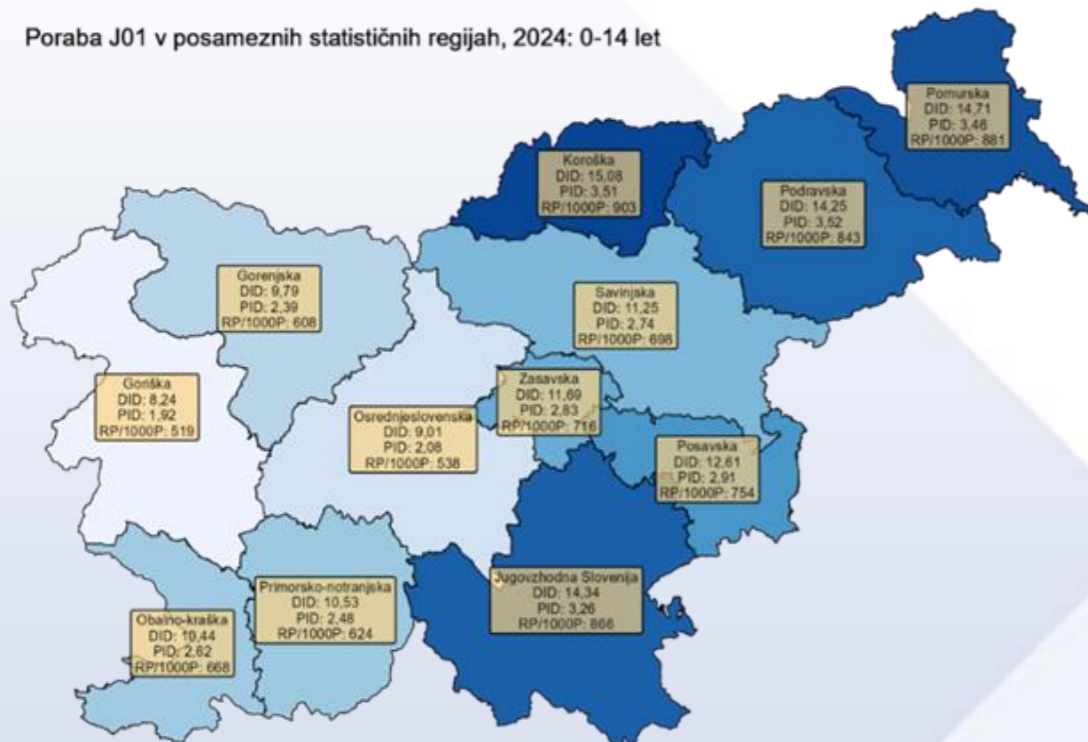 Poraba J01 v posameznih statističnih regijah, 2024: 0-14 let
Pomurska
DID: 14,71
PID: 3,46
RP/1000P: 881
Koroška
DID: 15,08
PID: 3,51
RP/1000P: 903
Podravska
DID: 14,25
PID: 3,52
RP/1000P: 843
Gorenjska
DID: 9,79
PID: 2,39
RP/1000P: 608
Savinjska
DID: 11,25
PID: 2,74
RP/1000P: 698
Goriška
DID: 8,24
PID: 1,92
RP/1000P: 519
Zasavska
DID: 11,69
PID: 2,83
RP/1000P: 716
Osrednjeslovenska
DID: 9,01
PID: 2,08
RP/1000P: 538
Posavska
DID: 12,61
PID: 2,91
RP/1000P: 754
Jugovzhodna Slovenija
DID: 14,34
PID: 3,26
RP/1000P: 866
Primorsko-notranjska
DID: 10,53
PID: 2,48
RP/1000P: 624
Obalno-kraška
DID: 10,44
PID: 2,62
RP/1000P: 668